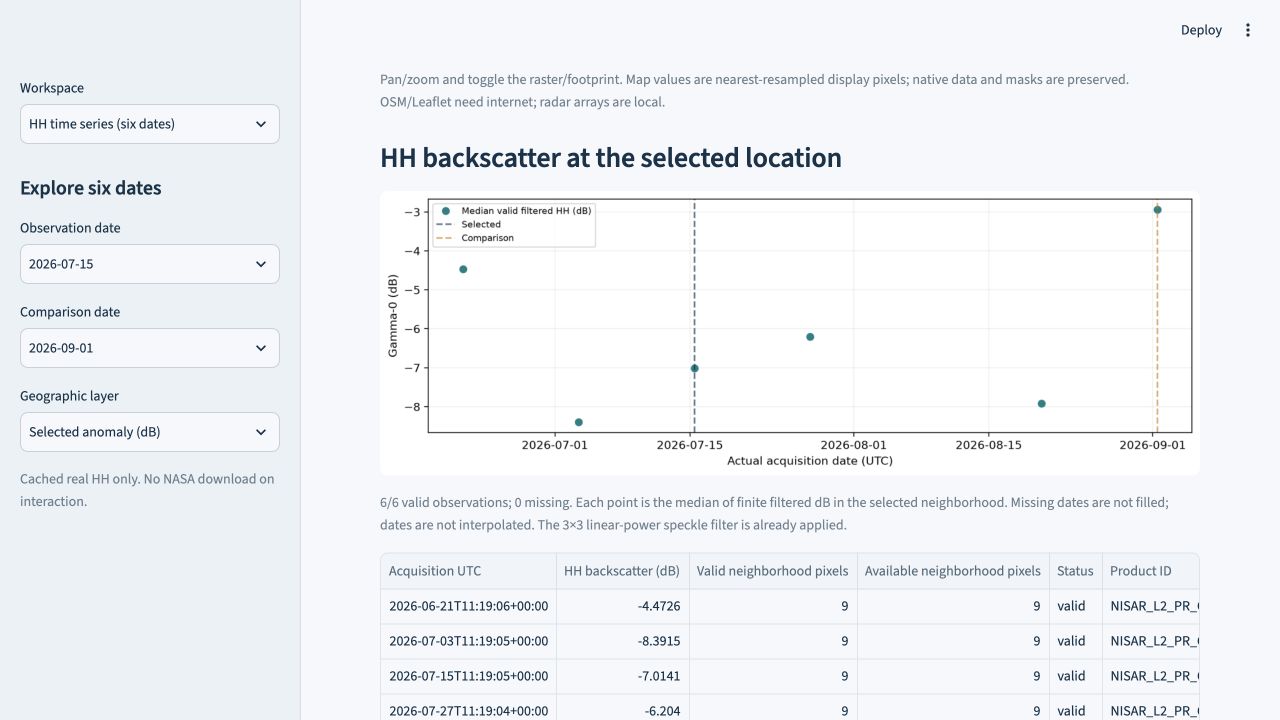 Deploy
Workspace
HH time series (six dates)
Explore six dates
Observation date
2026-07-15
Comparison date
2026-09-01
Geographic layer
Selected anomaly (dB)
Cached real HH only. No NASA download on
interaction.
Pan/zoom and toggle the raster/footprint. Map values are nearest-resampled display pixels; native data and masks are preserved.
OSM/Leaflet need internet; radar arrays are local.
HH backscatter at the selected location
Median valid filtered HH (dB)
Selected
Comparison
Gamma-0 (dB)
−3
−4
−5
−6
−7
−8
2026-07-01 2026-07-15 2026-08-01 2026-08-15 2026-09-01
Actual acquisition date (UTC)
6/6 valid observations; 0 missing. Each point is the median of finite filtered dB in the selected neighborhood. Missing dates are not filled;
dates are not interpolated. The 3×3 linear-power speckle filter is already applied.
Acquisition UTC HH backscatter (dB) Valid neighborhood pixels Available neighborhood pixels Status Product ID
2026-06-21T11:19:06+00:00 -4.4726 9 9 valid NISAR_L2_PR_
2026-07-03T11:19:05+00:00 -8.3915 9 9 valid NISAR_L2_PR_
2026-07-15T11:19:05+00:00 -7.0141 9 9 valid NISAR_L2_PR_
2026-07-27T11:19:04+00:00 -6.204 9 9 valid NISAR_L2_PR_